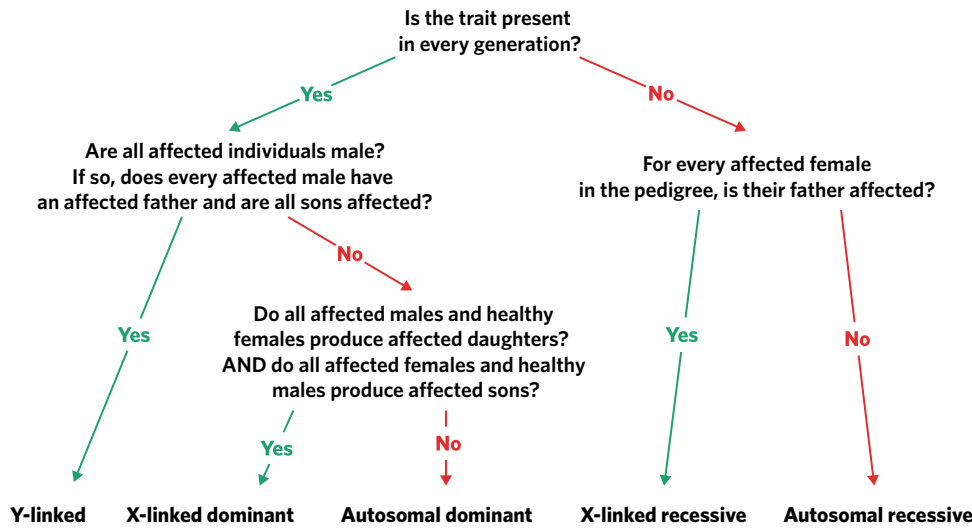 Is the trait present
in every generation?
Yes
No
Are all affected individuals male?
If so, does every affected male have
an affected father and are all sons affected?
For every affected female
in the pedigree, is their father affected?
No
Do all affected males and healthy
females produce affected daughters?
AND do all affected females and healthy
males produce affected sons?
Yes
Yes
No
Yes
No
Y-linked
X-linked dominant
Autosomal dominant
X-linked recessive
Autosomal recessive